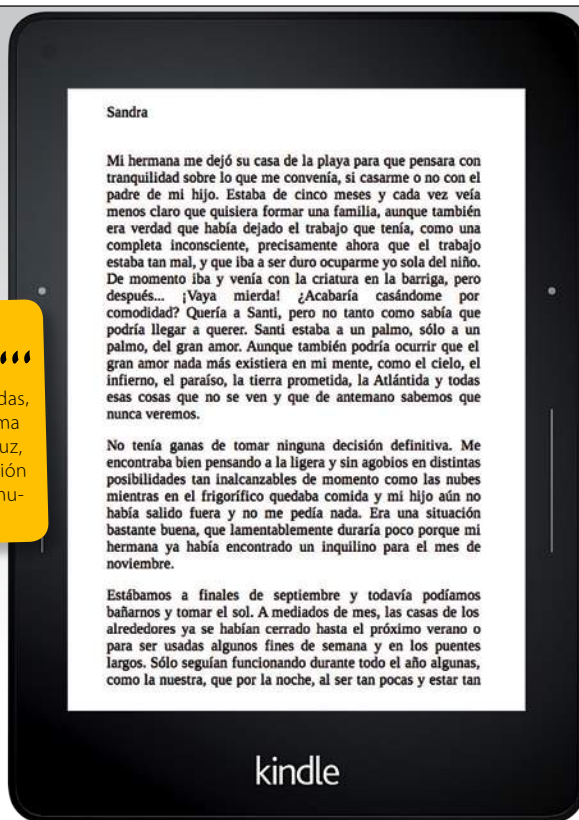 Sandra
Mi hermana me dejó su casa de la playa para que pensara con
tranquilidad sobre lo que me convenía, si casarme o no con el
padre de mi hijo. Estaba de cinco meses y cada vez veía
menos claro que quisiera formar una familia, aunque también
era verdad que había dejado el trabajo que tenía, como una
completa inconsciente, precisamente ahora que el trabajo
estaba tan mal, y que iba a ser duro ocuparme yo sola del niño.
De momento iba y venía con la criatura en la barriga, pero
después... ¡Vaya mierda! ¿Acabaría casándome por
comodidad? Quería a Santi, pero no tanto como sabía que
podría llegar a querer. Santi estaba a un palmo, sólo a un
palmo, del gran amor. Aunque también podría ocurrir que el
gran amor nada más existiera en mi mente, como el cielo, el
infierno, el paraíso, la tierra prometida, la Atlántida y todas
esas cosas que no se ven y que de antemano sabemos que
nunca veremos.
No tenía ganas de tomar ninguna decisión definitiva. Me
encontraba bien pensando a la ligera y sin agobios en distintas
posibilidades tan inalcanzables de momento como las nubes
mientras en el frigorífico quedaba comida y mi hijo aún no
había salido fuera y no me pedía nada. Era una situación
bastante buena, que lamentablemente duraría poco porque mi
hermana ya había encontrado un inquilino para el mes de
noviembre.
Estábamos a finales de septiembre y todavía podíamos
bañarnos y tomar el sol. A mediados de mes, las casas de los
alrededores ya se habían cerrado hasta el próximo verano o
para ser usadas algunos fines de semana y en los puentes
largos. Sólo seguían funcionando durante todo el año algunas,
como la nuestra, que por la noche, al ser tan pocas y estar tan
kindle